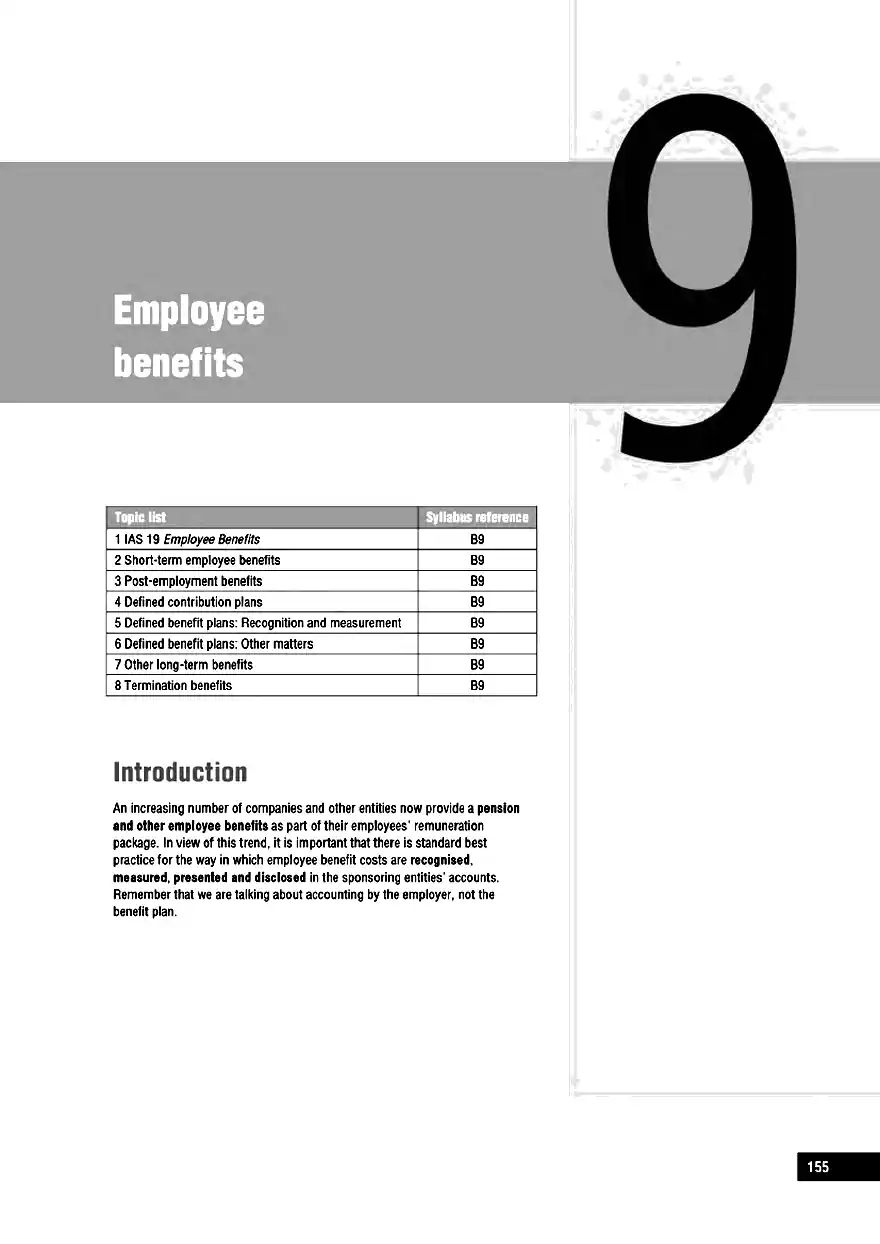 9
Employee
benefits
Topic list Syllabus reference
1 IAS 19 Employee Benefits B9
2 Short-term employee benefits B9
3 Post-employment benefits B9
4 Defined contribution plans B9
5 Defined benefit plans: Recognition and measurement B9
6 Defined benefit plans: Other matters B9
7 Other long-term benefits B9
8 Termination benefits B9
Introduction
An increasing number of companies and other entities now provide a pension
and other employee benefits as part of their employees' remuneration
package. In view of this trend, it is important that there is standard best
practice for the way in which employee benefit costs are recognised,
measured, presented and disclosed in the sponsoring entities' accounts.
Remember that we are talking about accounting by the employer, not the
benefit plan.
155